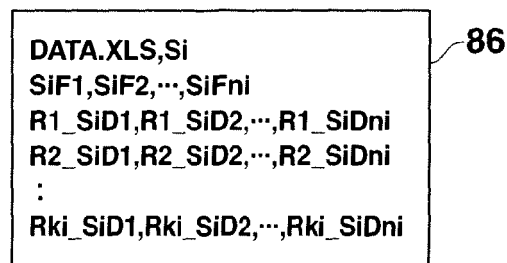 DATA.XLS,Si
SiF1,SiF2,···,SiFni
R1_SiD1,R1_SiD2,···,R1_SiDni
R2_SiD1,R2_SiD2,···,R2_SiDni
:
Rki_SiD1,Rki_SiD2,···,Rki_SiDni
86